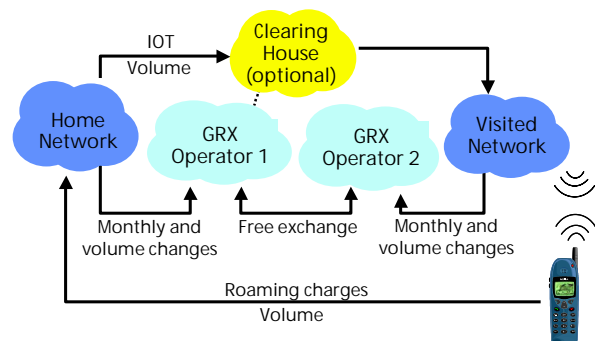 IOT
Volume
Clearing
House
(optional)
Home
Network
GRX
Operator 1
GRX
Operator 2
Visited
Network
Monthly and
volume changes
Free exchange
Monthly and
volume changes
Roaming charges
Volume